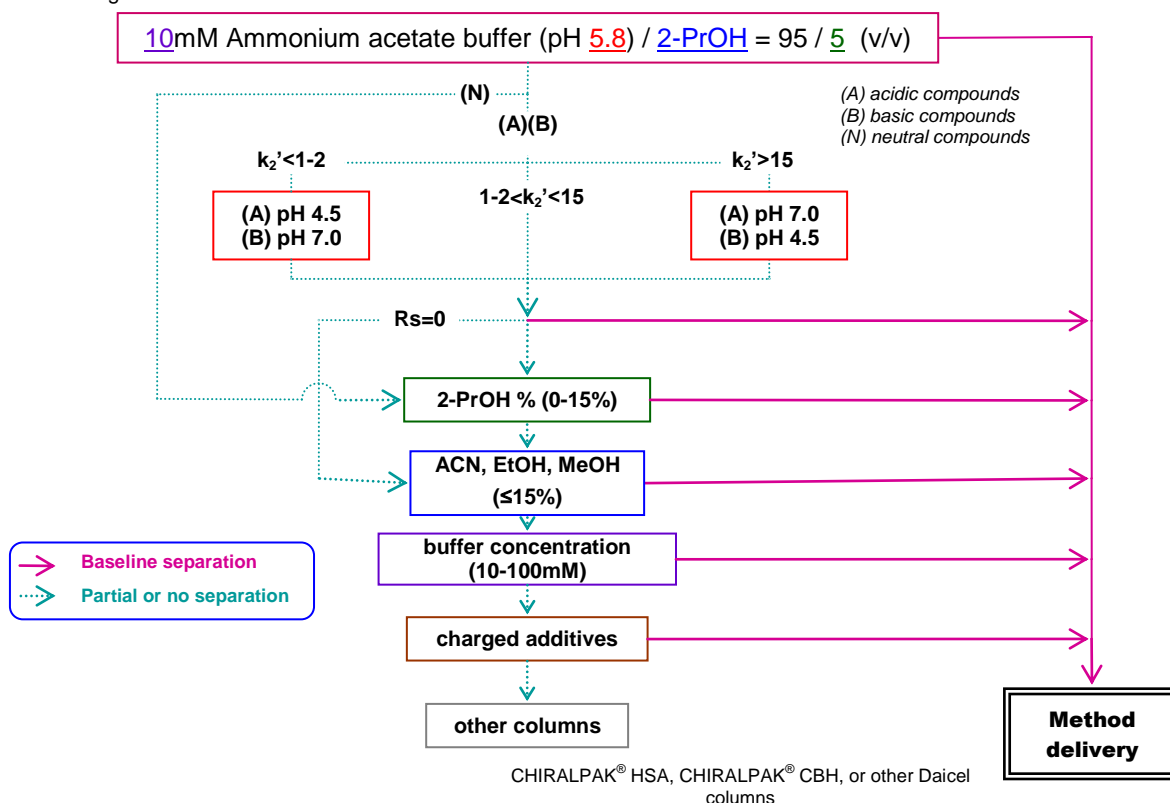 10mM Ammonium acetate buffer (pH 5.8) / 2-PrOH = 95 / 5 (v/v)
(N)
(A)(B)
(A) acidic compounds
(B) basic compounds
(N) neutral compounds
k₂'<1-2
k₂'>15
1-2<k₂'<15
(A) pH 4.5
(B) pH 7.0
(A) pH 7.0
(B) pH 4.5
Rs=0
2-PrOH % (0-15%)
ACN, EtOH, MeOH
(≤15%)
buffer concentration
(10-100mM)
Baseline separation
Partial or no separation
charged additives
other columns
Method
delivery
CHIRALPAK® HSA, CHIRALPAK® CBH, or other Daicel
columns